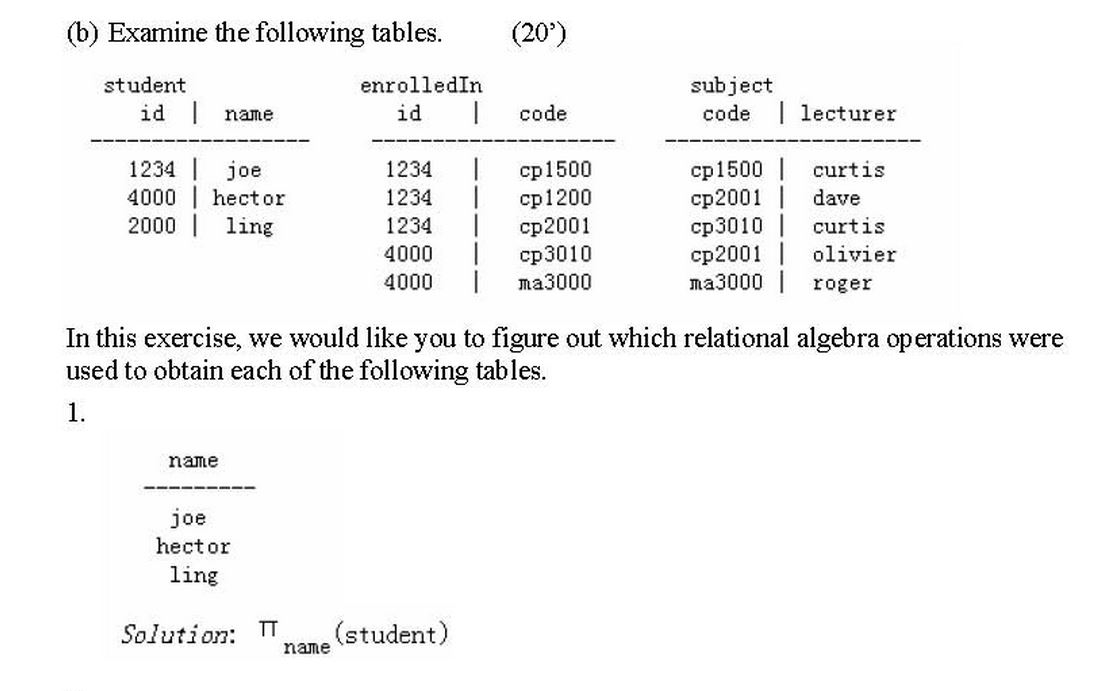 (b) Examine the following tables. (20’)
student enrolledIn subject
id | name id | code code | lecturer
1234 | joe 1234 | cp1500 cp1500 | curtis
4000 | hector 1234 | cp1200 cp2001 | dave
2000 | ling 1234 | cp2001 cp3010 | curtis
4000 | cp3010 cp2001 | olivier
4000 | ma3000 ma3000 | roger
In this exercise, we would like you to figure out which relational algebra operations were
used to obtain each of the following tables.
1.
name
joe
hector
ling
Solution: π name (student)